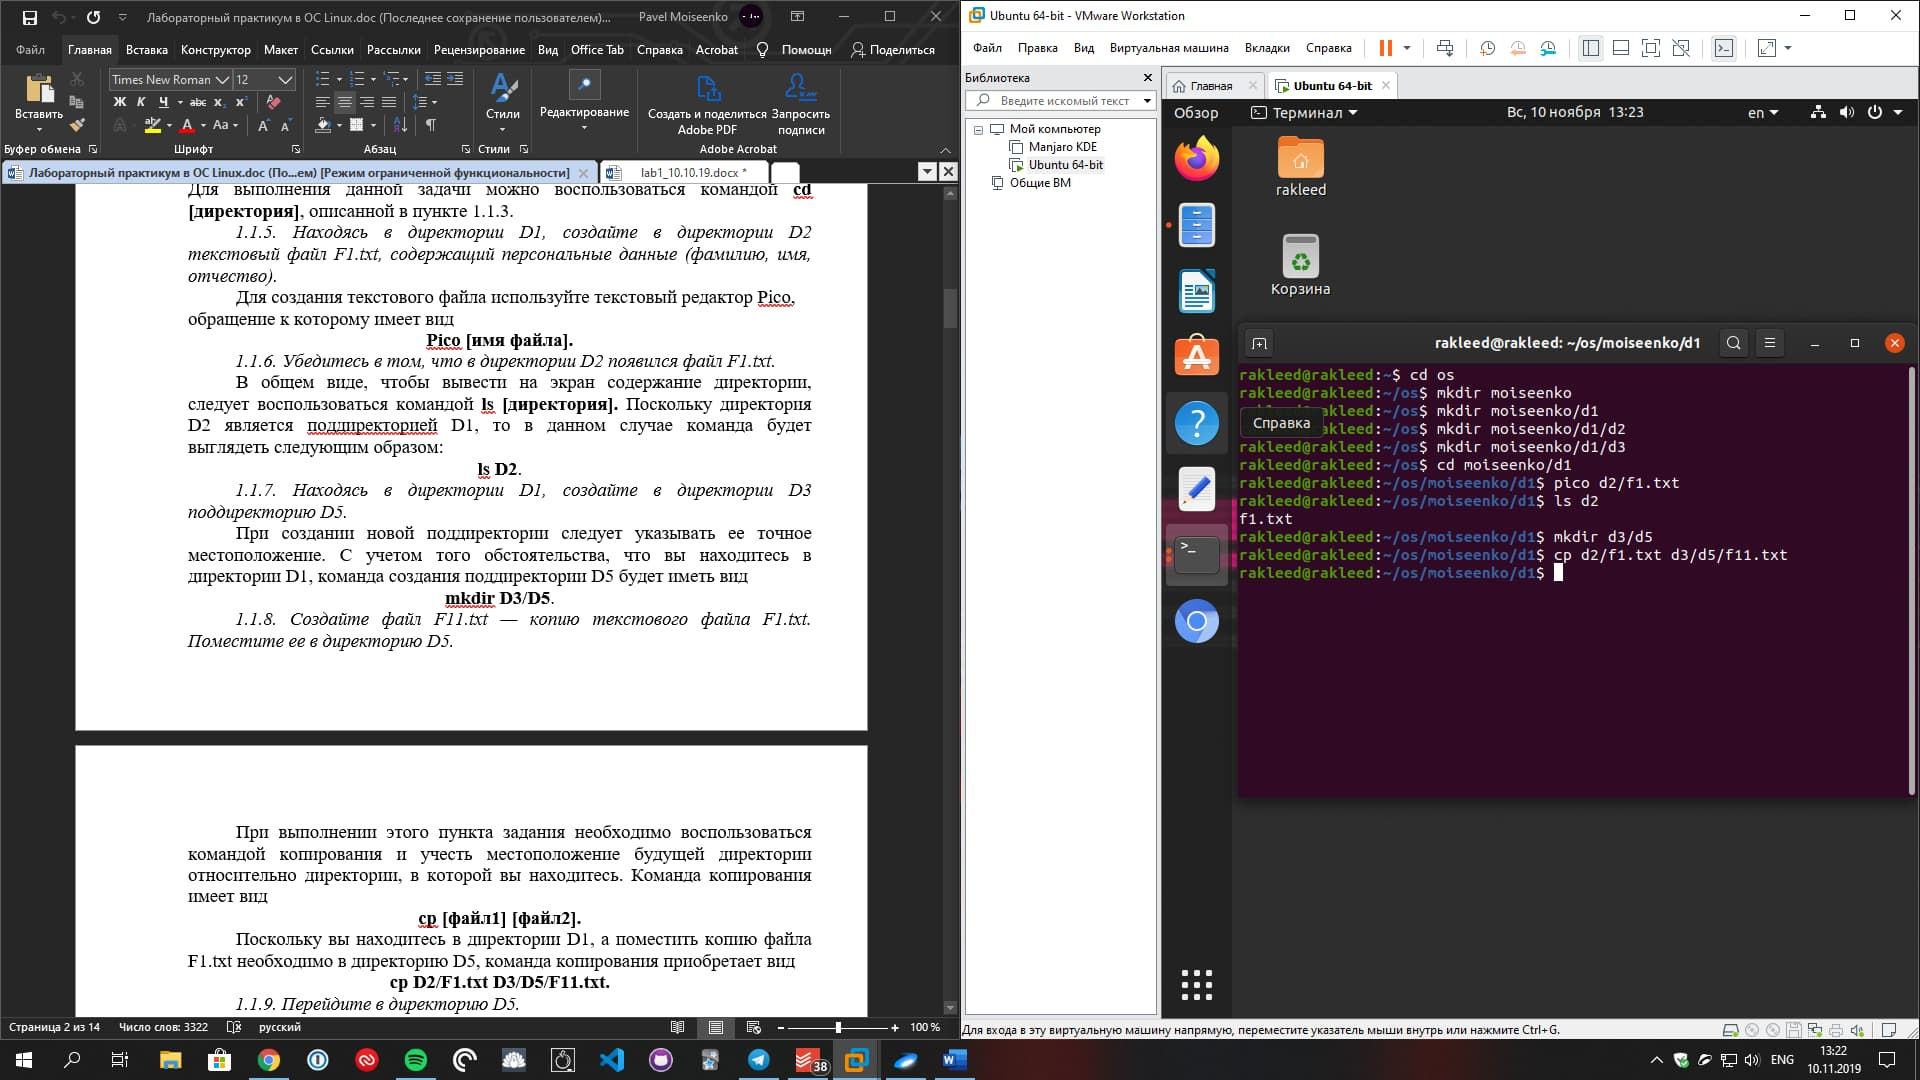 Лабораторный практикум в ОС Linux.doc (Последнее сохранение пользователем)...
Pavel Moiseenko
Файл Главная Вставка Конструктор Макет Ссылки Рассылки Рецензирование Вид Office Tab Справка Acrobat Помощн Поделиться
Вставить
Times New Roman 12
Ж К Ч abc x₂ x²
A A Aa A A
Стили
Редактирование
Создать и поделиться Adobe PDF
Запросить подписи
Буфер обмена Шрифт Абзац Стили Adobe Acrobat
Лабораторный практикум в ОС Linux.doc (По...ем) [Режим ограниченной функциональности]
lab1_10.10.19.docx *
Для выполнения данной задачи можно воспользоваться командой cd
[директория], описанной в пункте 1.1.3.
1.1.5. Находясь в директории D1, создайте в директории D2
текстовый файл F1.txt, содержащий персональные данные (фамилию, имя,
отчество).
Для создания текстового файла используйте текстовый редактор Pico,
обращение к которому имеет вид
Pico [имя файла].
1.1.6. Убедитесь в том, что в директории D2 появился файл F1.txt.
В общем виде, чтобы вывести на экран содержание директории,
следует воспользоваться командой ls [директория]. Поскольку директория
D2 является поддиректорией D1, то в данном случае команда будет
выглядеть следующим образом:
ls D2.
1.1.7. Находясь в директории D1, создайте в директории D3
поддиректорию D5.
При создании новой поддиректории следует указывать ее точное
местоположение. С учетом того обстоятельства, что вы находитесь в
директории D1, команда создания поддиректории D5 будет иметь вид
mkdir D3/D5.
1.1.8. Создайте файл F11.txt — копию текстового файла F1.txt.
Поместите ее в директорию D5.
При выполнении этого пункта задания необходимо воспользоваться
командой копирования и учесть местоположение будущей директории
относительно директории, в которой вы находитесь. Команда копирования
имеет вид
cp [файл1] [файл2].
Поскольку вы находитесь в директории D1, а поместить копию файла
F1.txt необходимо в директорию D5, команда копирования приобретает вид
cp D2/F1.txt D3/D5/F11.txt.
1.1.9. Перейдите в директорию D5.
Страница 2 из 14 Число слов: 3322 русский 100 %
Ubuntu 64-bit - VMware Workstation
Файл Правка Вид Виртуальная машина Вкладки Справка
Библиотека
Введите искомый текст
Мой компьютер
Manjaro KDE
Ubuntu 64-bit
Общие ВМ
Главная
Ubuntu 64-bit
Обзор Терминал Вс, 10 ноября 13:23 en
rakleed
Корзина
Справка
rakleed@rakleed: ~/os/moiseenko/d1
rakleed@rakleed:~$ cd os
rakleed@rakleed:~/os$ mkdir moiseenko
rakleed@rakleed:~/os$ mkdir moiseenko/d1
rakleed@rakleed:~/os$ mkdir moiseenko/d1/d2
rakleed@rakleed:~/os$ mkdir moiseenko/d1/d3
rakleed@rakleed:~/os$ cd moiseenko/d1
rakleed@rakleed:~/os/moiseenko/d1$ pico d2/f1.txt
rakleed@rakleed:~/os/moiseenko/d1$ ls d2
f1.txt
rakleed@rakleed:~/os/moiseenko/d1$ mkdir d3/d5
rakleed@rakleed:~/os/moiseenko/d1$ cp d2/f1.txt d3/d5/f11.txt
rakleed@rakleed:~/os/moiseenko/d1$
Для входа в эту виртуальную машину напрямую, переместите указатель мыши внутрь или нажмите Ctrl+G.
38
ENG
13:22
10.11.2019